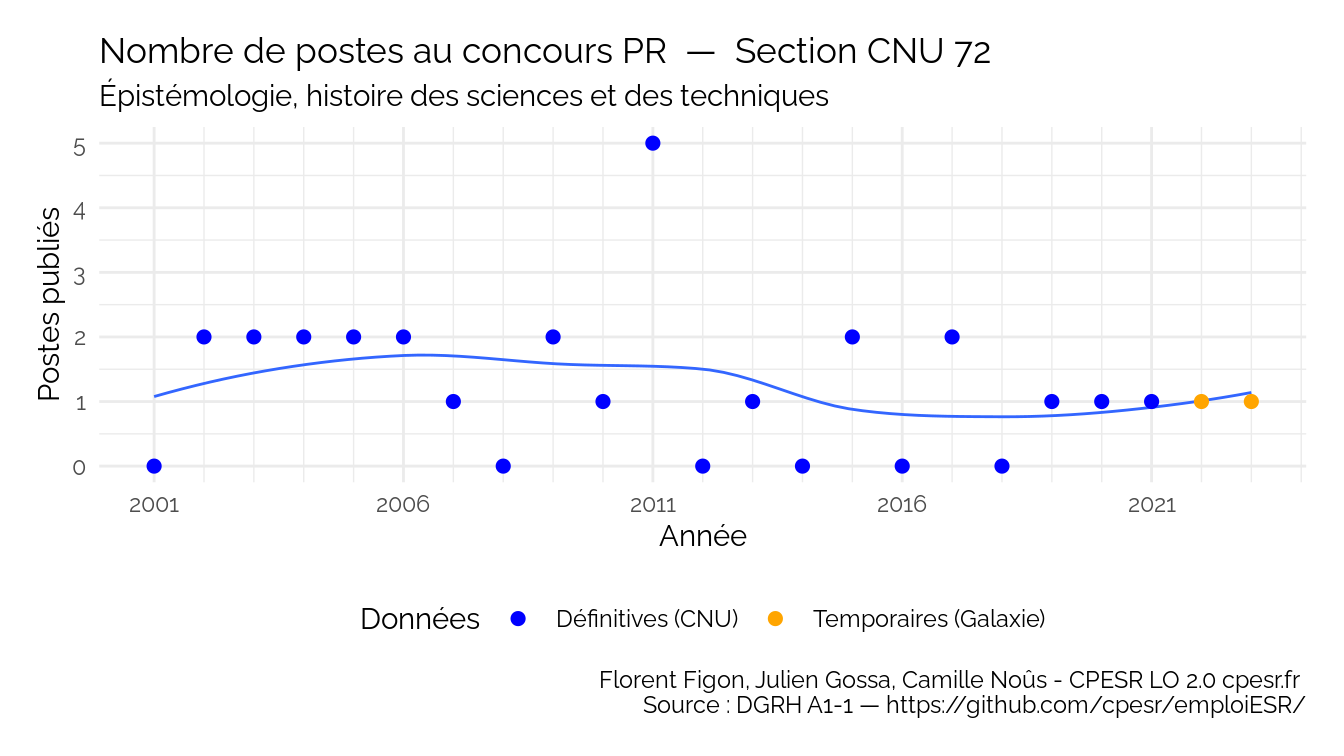 Nombre de postes au concours PR — Section CNU 72
Épistémologie, histoire des sciences et des techniques
Postes publiés
5
4
3
2
1
0
2001 2006 2011 2016 2021
Année
Données Définitives (CNU) Temporaires (Galaxie)
Florent Figon, Julien Gossa, Camille Noûs - CPESR LO 2.0 cpesr.fr
Source : DGRH A1-1 — https://github.com/cpesr/emploiESR/